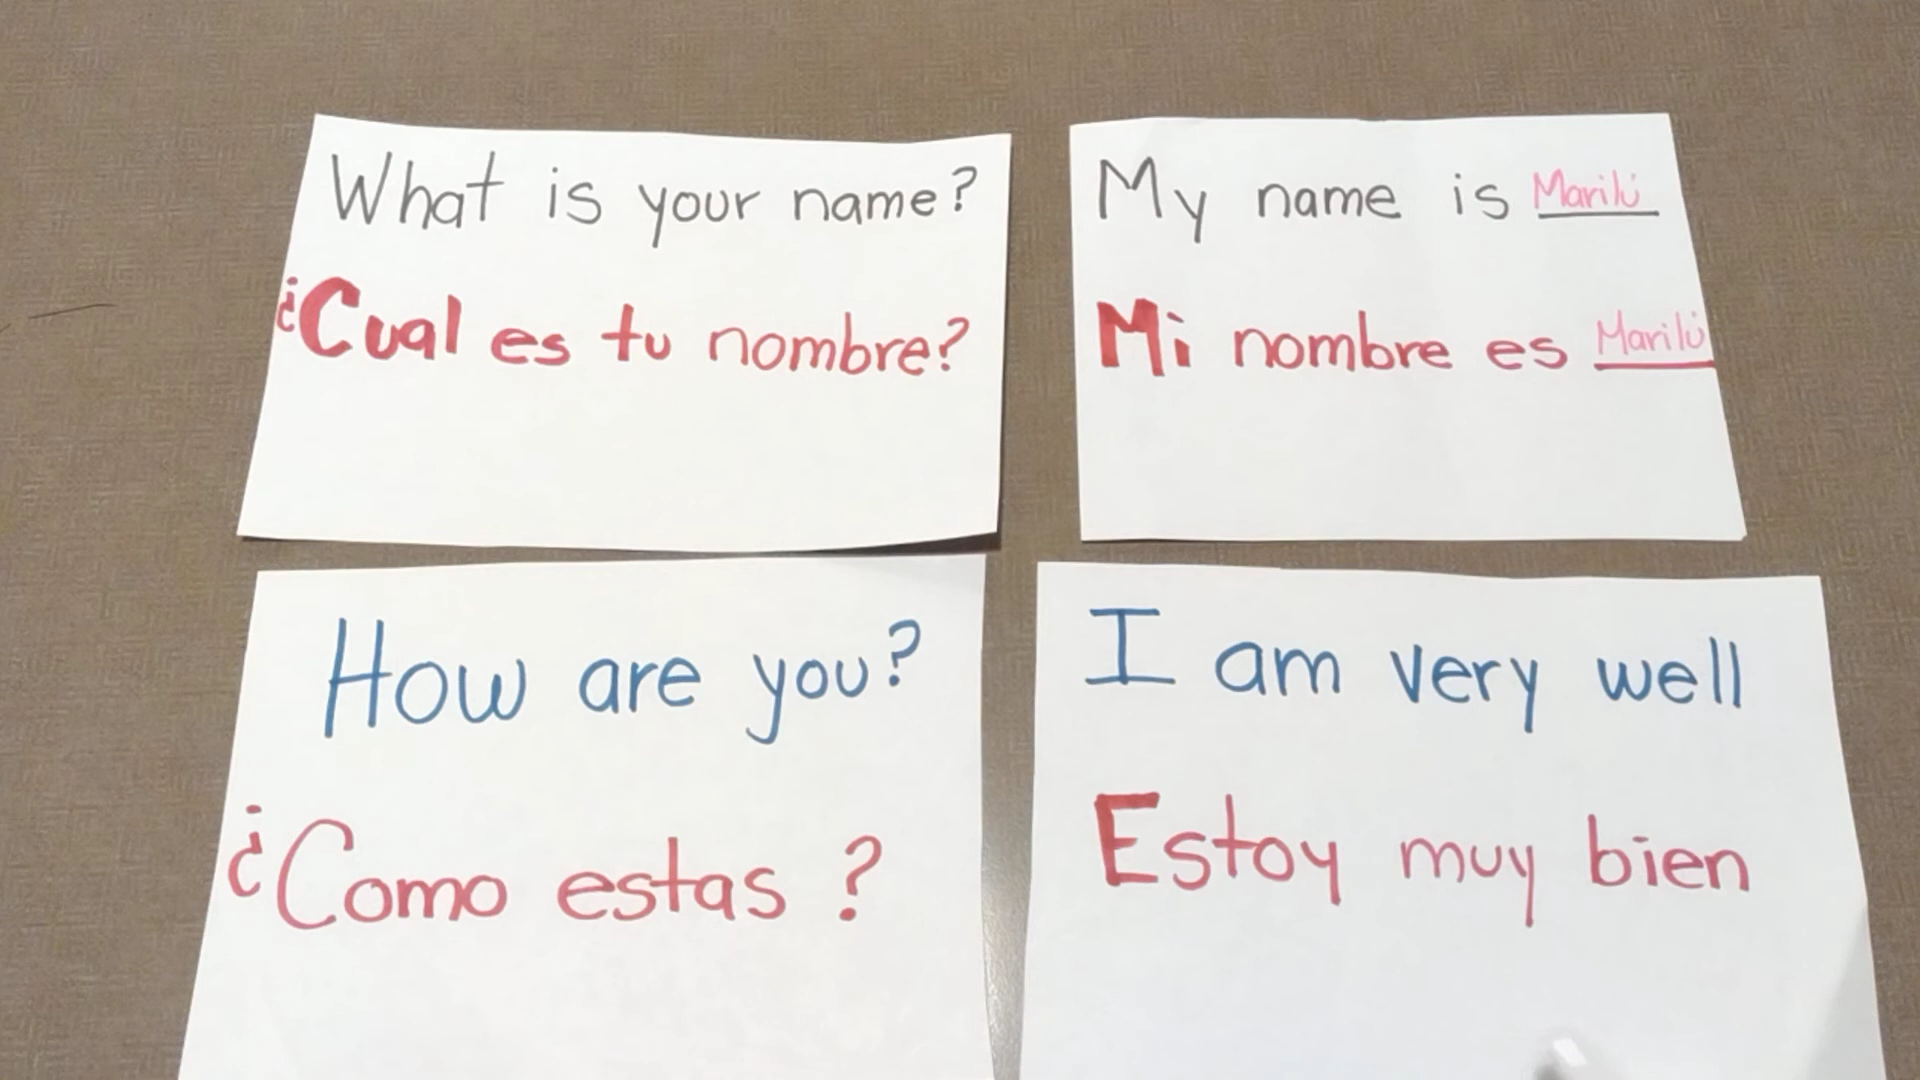 What is your name?
¿Cual es tu nombre?
My name is Marilú
Mi nombre es Marilú
How are you?
¿Como estas ?
I am very well
Estoy muy bien